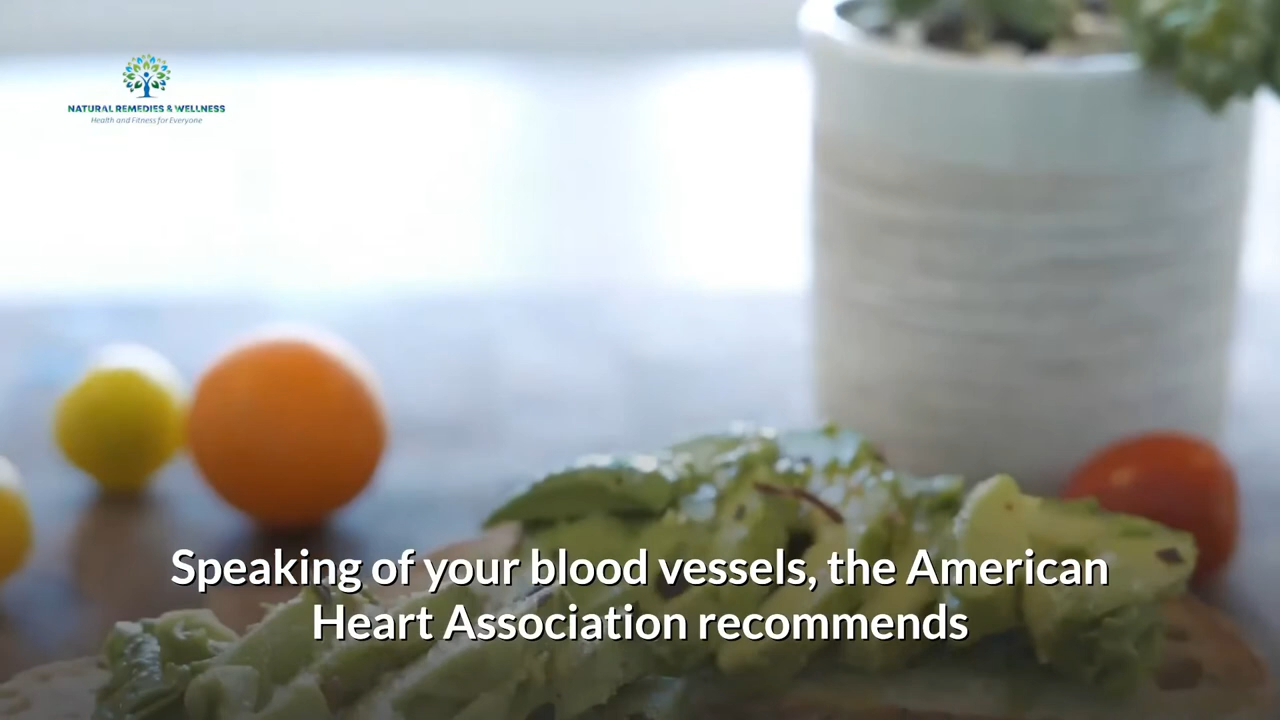 NATURAL REMEDIES & WELLNESS
Health and Fitness for Everyone
Speaking of your blood vessels, the American
Heart Association recommends